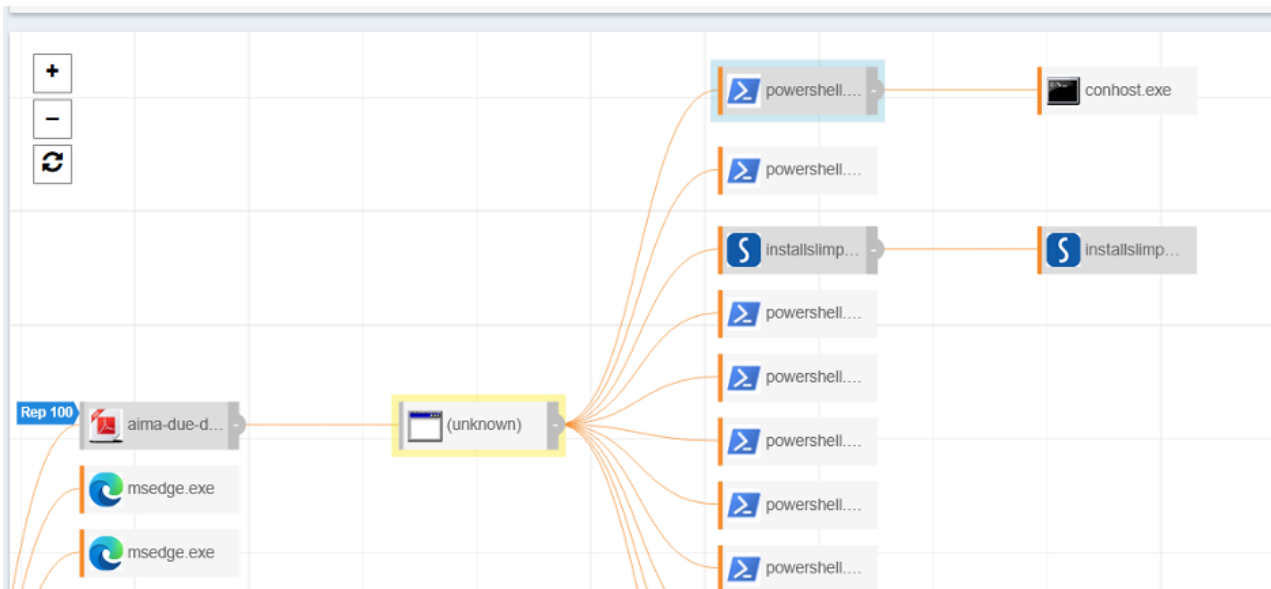 +
powershell....
conhost.exe
−
powershell....
installslimp...
installslimp...
powershell....
powershell....
Rep 100
aima-due-d...
(unknown)
powershell....
msedge.exe
powershell....
msedge.exe
powershell....